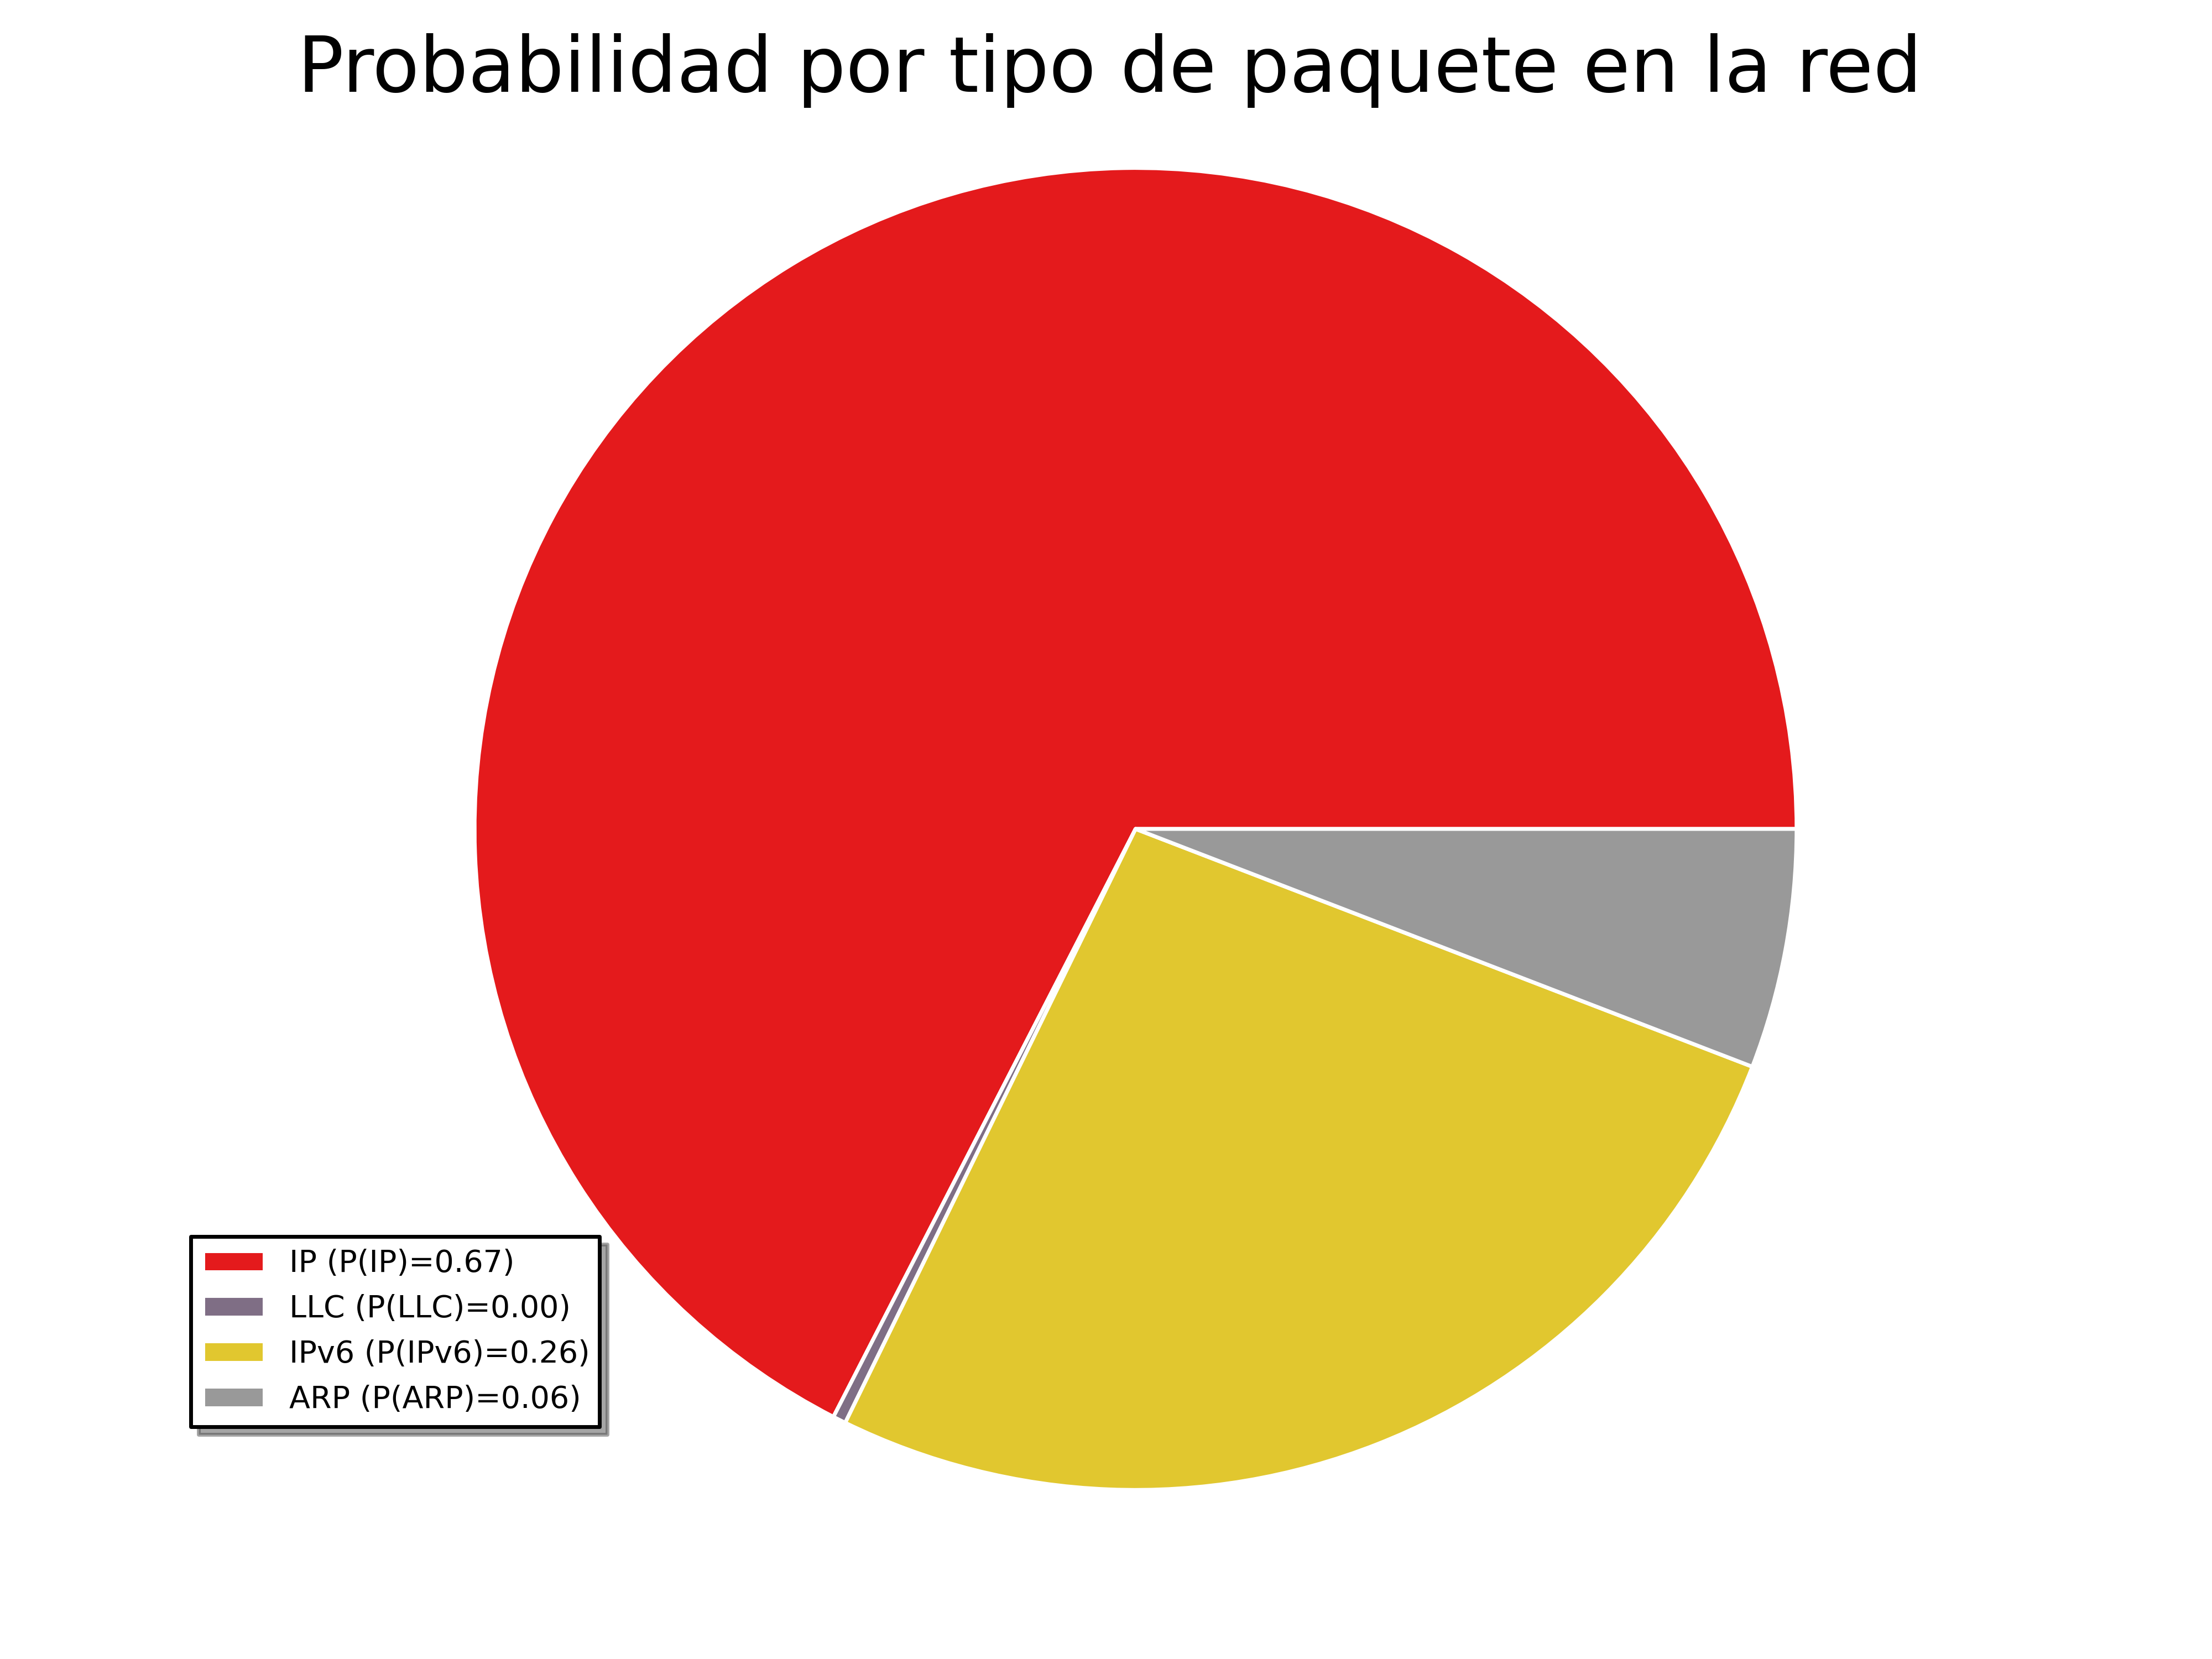 Probabilidad por tipo de paquete en la red
IP (P(IP)=0.67)
LLC (P(LLC)=0.00)
IPv6 (P(IPv6)=0.26)
ARP (P(ARP)=0.06)